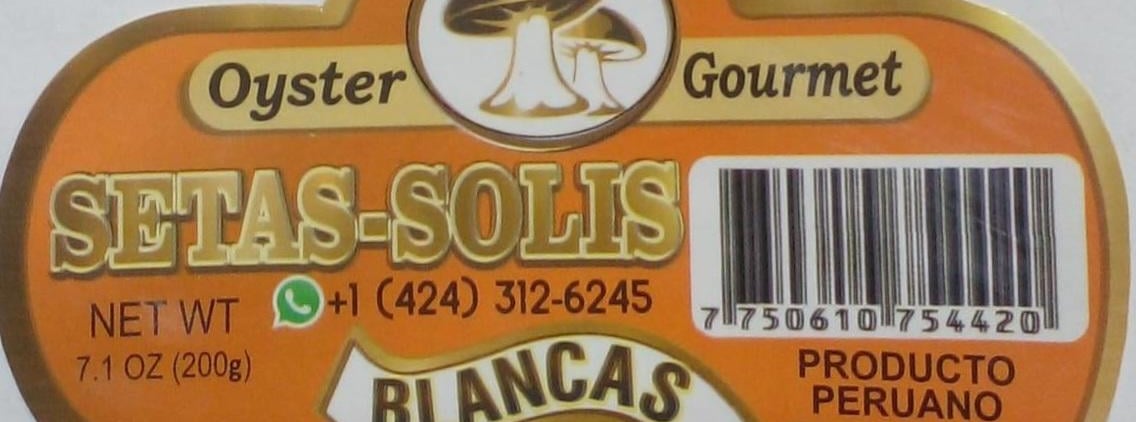 Oyster Gourmet
SETAS-SOLIS
+1 (424) 312-6245
NET WT
7.1 OZ (200g)
7 750610 754420
PRODUCTO
PERUANO
BLANCAS